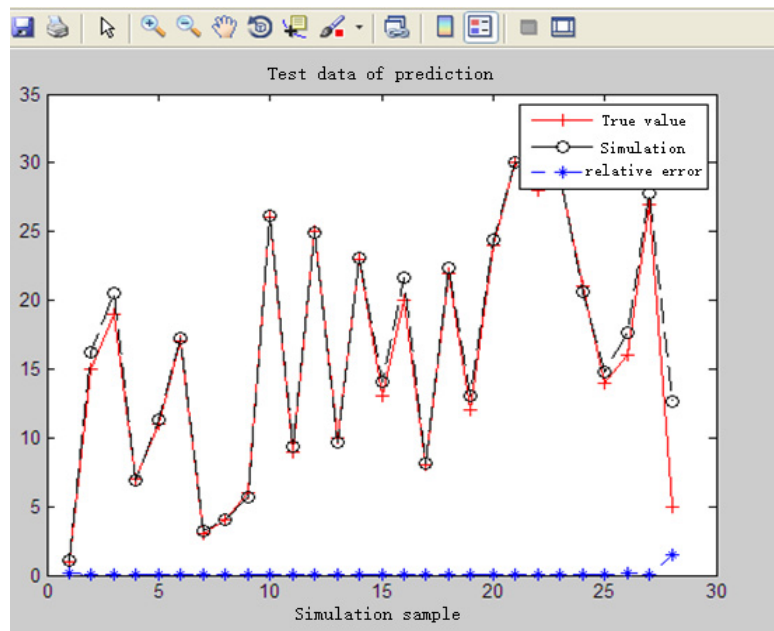 Test data of prediction
35
30
25
20
15
10
5
0
True value
Simulation
relative error
0 5 10 15 20 25 30
Simulation sample